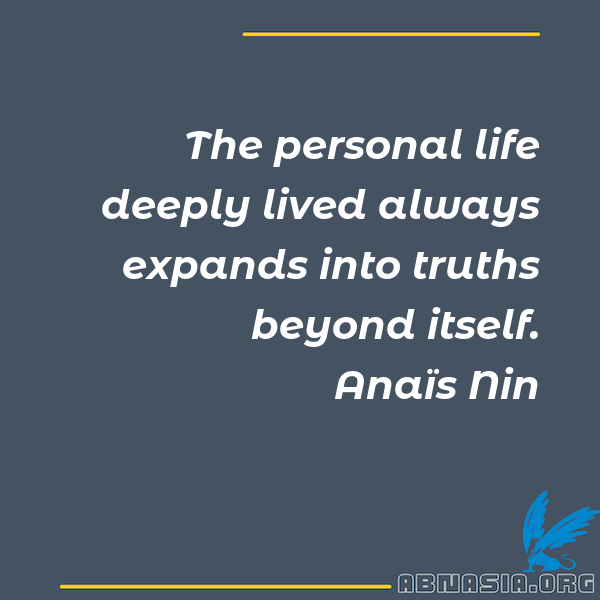 The personal life
deeply lived always
expands into truths
beyond itself.
Anaïs Nin
ABNASIA.ORG